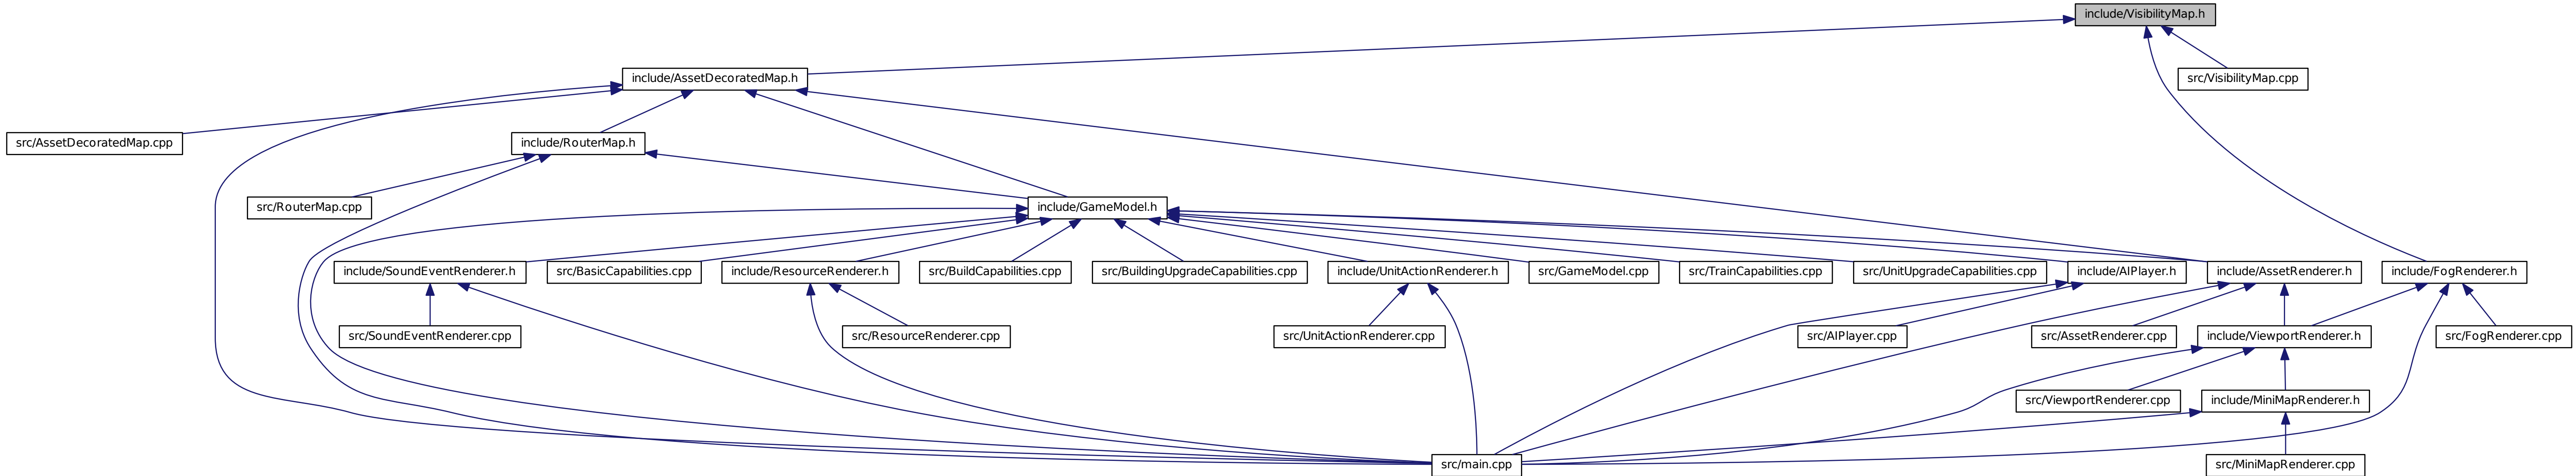 include/VisibilityMap.h
include/AssetDecoratedMap.h
src/VisibilityMap.cpp
src/AssetDecoratedMap.cpp
include/RouterMap.h
src/RouterMap.cpp
include/GameModel.h
include/SoundEventRenderer.h
src/BasicCapabilities.cpp
include/ResourceRenderer.h
src/BuildCapabilities.cpp
src/BuildingUpgradeCapabilities.cpp
include/UnitActionRenderer.h
src/GameModel.cpp
src/TrainCapabilities.cpp
src/UnitUpgradeCapabilities.cpp
include/AIPlayer.h
include/AssetRenderer.h
include/FogRenderer.h
src/SoundEventRenderer.cpp
src/ResourceRenderer.cpp
src/UnitActionRenderer.cpp
src/AIPlayer.cpp
src/AssetRenderer.cpp
include/ViewportRenderer.h
src/FogRenderer.cpp
src/ViewportRenderer.cpp
include/MiniMapRenderer.h
src/main.cpp
src/MiniMapRenderer.cpp